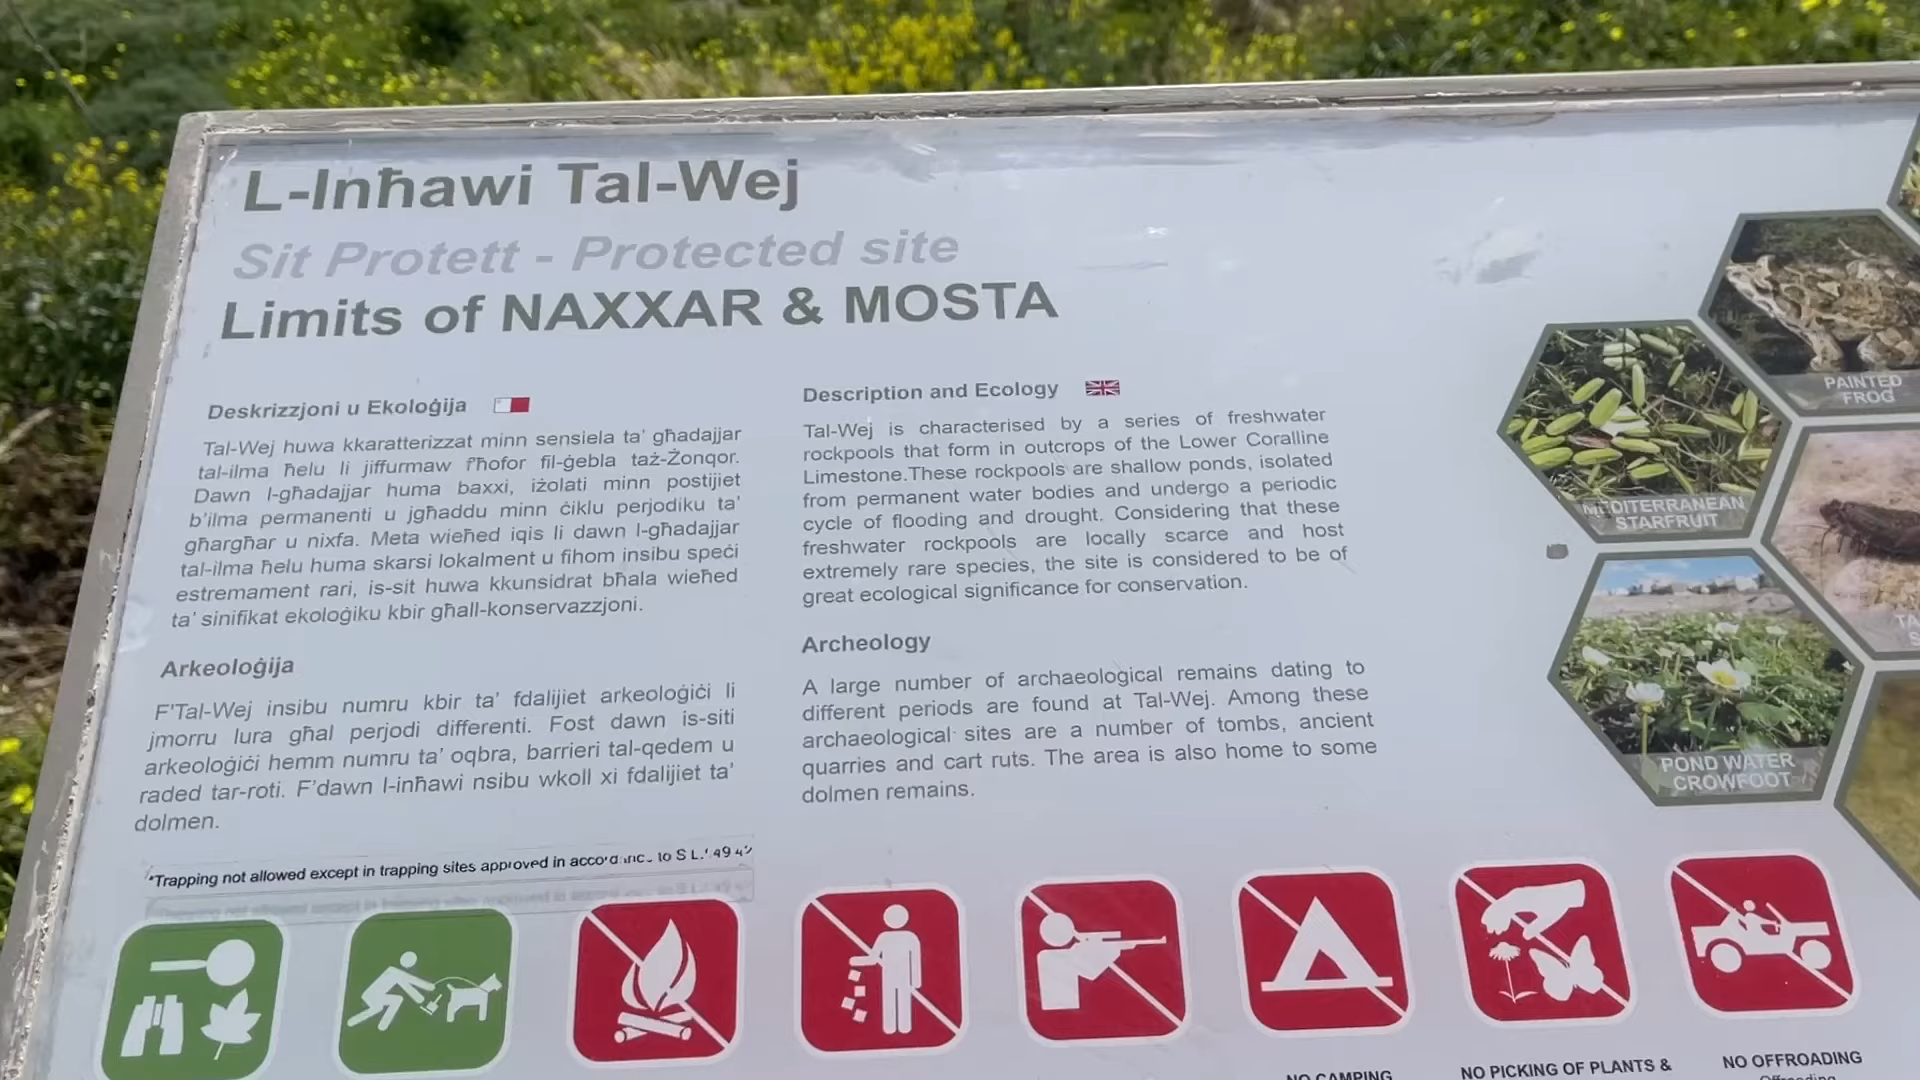 L-Inħawi Tal-Wej
Sit Protett - Protected site
Limits of NAXXAR & MOSTA
Deskrizzjoni u Ekoloġija
Tal-Wej huwa kkaratterizzat minn sensiela ta' għadajjar
tal-ilma ħelu li jiffurmaw f'ħofor fil-ġebla taż-Żonqor.
Dawn l-għadajjar huma baxxi, iżolati minn postijiet
b'ilma permanenti u jgħaddu minn ċiklu perjodiku ta'
għargħar u nixfa. Meta wieħed iqis li dawn l-għadajjar
tal-ilma ħelu huma skarsi lokalment u fihom insibu speċi
estremament rari, is-sit huwa kkunsidrat bħala wieħed
ta' sinifikat ekoloġiku kbir għall-konservazzjoni.
Arkeoloġija
F'Tal-Wej insibu numru kbir ta' fdalijiet arkeoloġiċi li
jmorru lura għal perjodi differenti. Fost dawn is-siti
arkeoloġiċi hemm numru ta' oqbra, barrieri tal-qedem u
raded tar-roti. F'dawn l-inħawi nsibu wkoll xi fdalijiet ta'
dolmen.
Description and Ecology
Tal-Wej is characterised by a series of freshwater
rockpools that form in outcrops of the Lower Coralline
Limestone.These rockpools are shallow ponds, isolated
from permanent water bodies and undergo a periodic
cycle of flooding and drought. Considering that these
freshwater rockpools are locally scarce and host
extremely rare species, the site is considered to be of
great ecological significance for conservation.
Archeology
A large number of archaeological remains dating to
different periods are found at Tal-Wej. Among these
archaeological sites are a number of tombs, ancient
quarries and cart ruts. The area is also home to some
dolmen remains.
PAINTED
FROG
MEDITERRANEAN
STARFRUIT
POND WATER
CROWFOOT
*Trapping not allowed except in trapping sites approved in accordance to S L.
NO CAMPING
NO PICKING OF PLANTS &
NO OFFROADING
Offroading